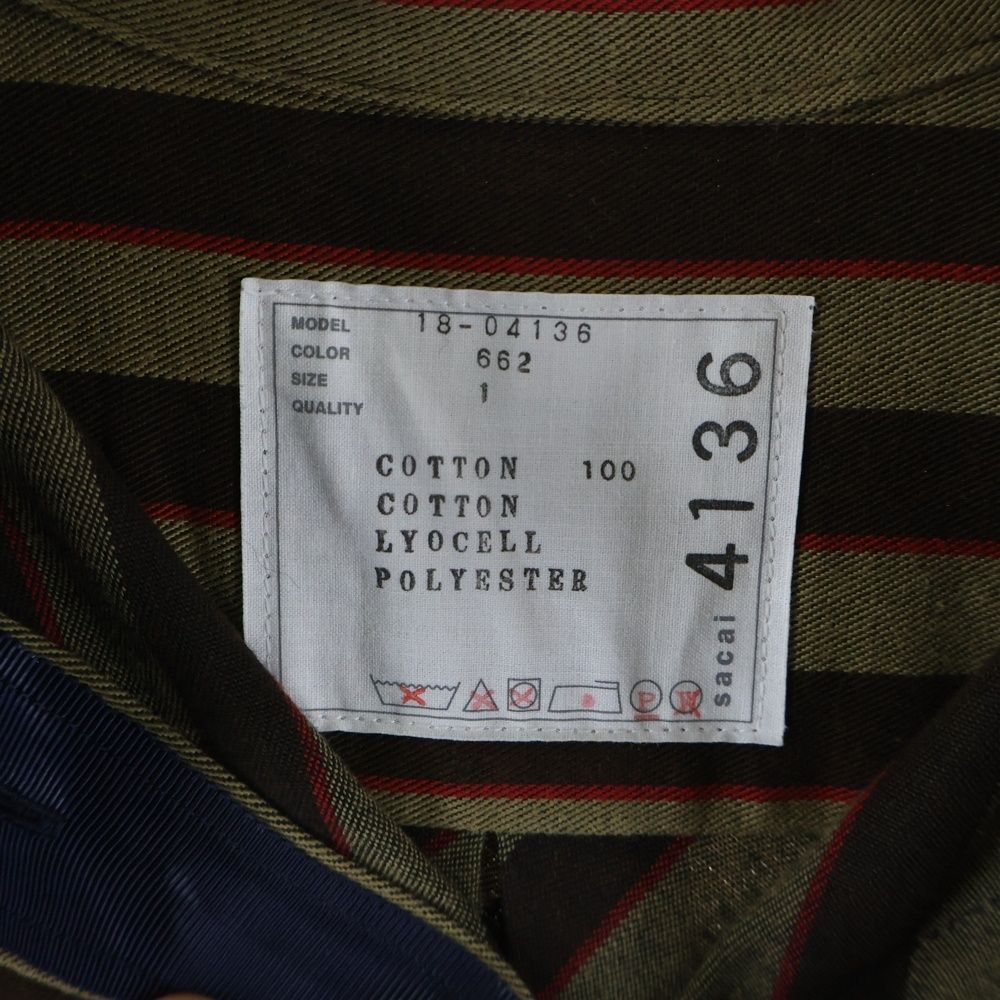 MODEL 18-04136
COLOR 662
SIZE 1
QUALITY
COTTON 100
COTTON
LYOCELL
POLYESTER
sacai 4136
P
W